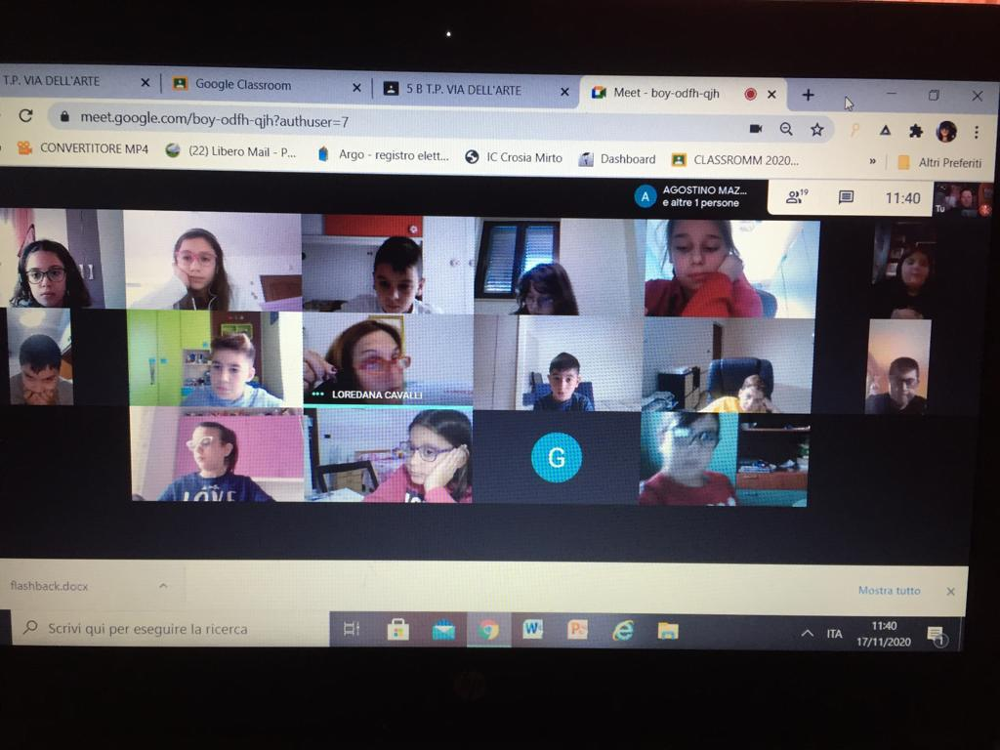 T.P. VIA DELL'ARTE
Google Classroom
5 B T.P. VIA DELL'ARTE
Meet - boy-odfh-qjh
meet.google.com/boy-odfh-qjh?authuser=7
CONVERTITORE MP4
(22) Libero Mail - P...
Argo - registro elett...
IC Crosia Mirto
Dashboard
CLASSROMM 2020...
»
Altri Preferiti
A
AGOSTINO MAZ...
e altre 1 persone
19
11:40
Tu
LOREDANA CAVALLI
LOVE
G
flashback.docx
Mostra tutto
Scrivi qui per eseguire la ricerca
ITA
11:40
17/11/2020
1